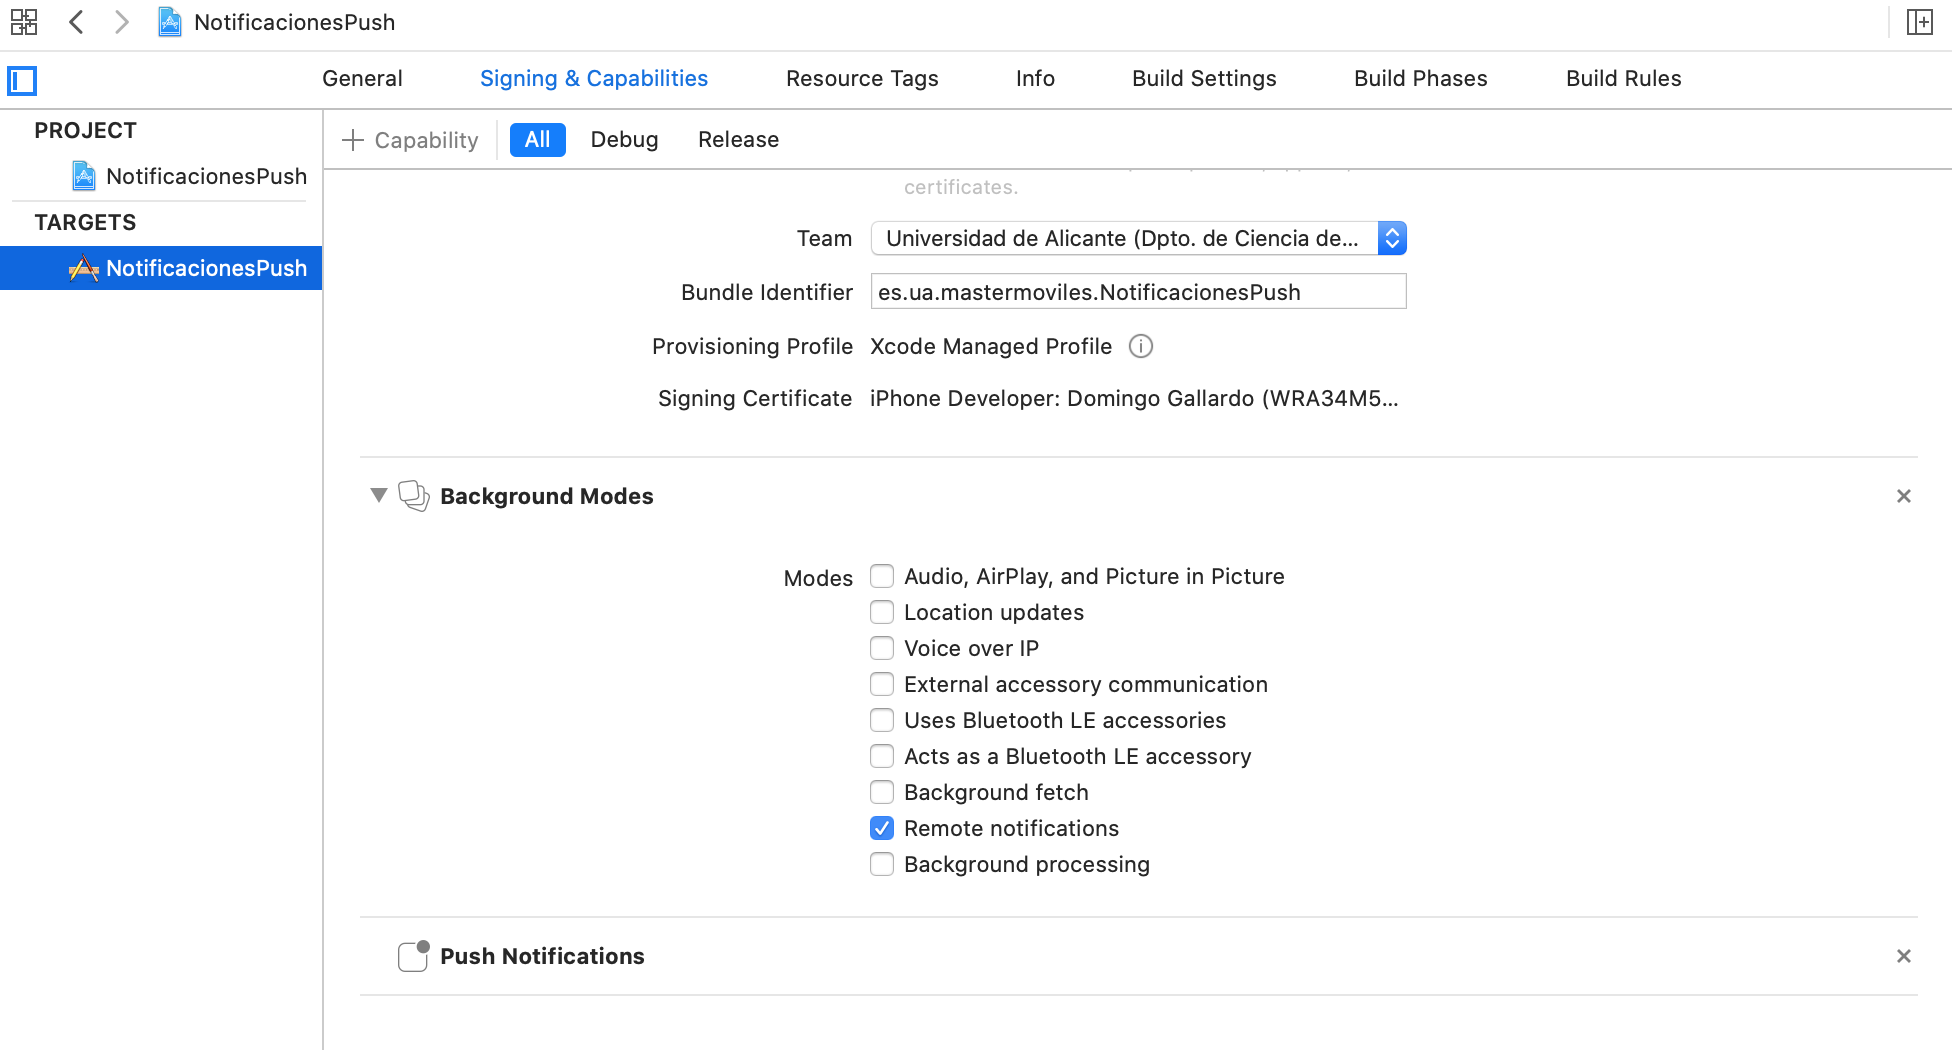 NotificacionesPush
General Signing & Capabilities Resource Tags Info Build Settings Build Phases Build Rules
PROJECT
NotificacionesPush
TARGETS
NotificacionesPush
Capability All Debug Release
certificates.
Team Universidad de Alicante (Dpto. de Ciencia de...
Bundle Identifier es.ua.mastermoviles.NotificacionesPush
Provisioning Profile Xcode Managed Profile
Signing Certificate iPhone Developer: Domingo Gallardo (WRA34M5...
Background Modes
Modes Audio, AirPlay, and Picture in Picture
Location updates
Voice over IP
External accessory communication
Uses Bluetooth LE accessories
Acts as a Bluetooth LE accessory
Background fetch
Remote notifications
Background processing
Push Notifications